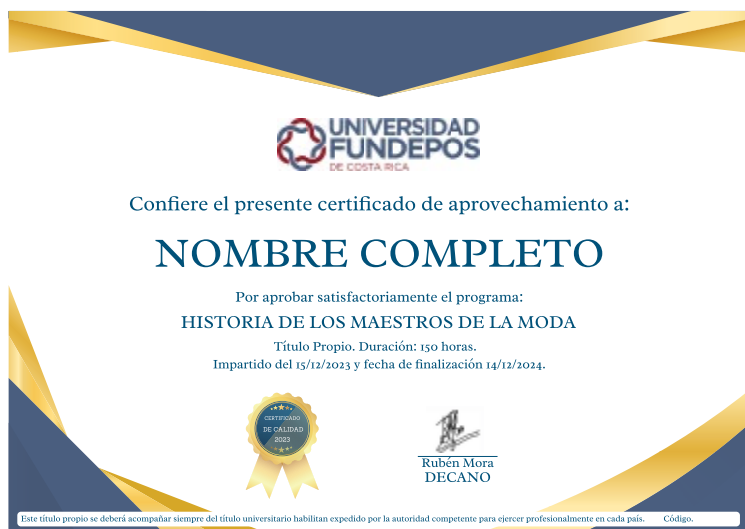 UNIVERSIDAD
FUNDEPOS
DE COSTA RICA
Confiere el presente certificado de aprovechamiento a:
NOMBRE COMPLETO
Por aprobar satisfactoriamente el programa:
HISTORIA DE LOS MAESTROS DE LA MODA
Título Propio. Duración: 150 horas.
Impartido del 15/12/2023 y fecha de finalización 14/12/2024.
CERTIFICADO
DE CALIDAD
2023
Rubén Mora
DECANO
Este título propio se deberá acompañar siempre del título universitario habilitan expedido por la autoridad competente para ejercer profesionalmente en cada país. Código.